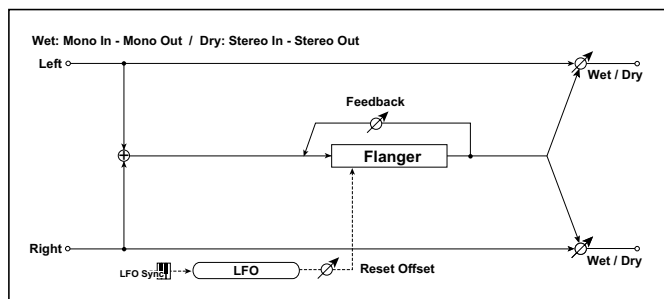 Wet: Mono In - Mono Out / Dry: Stereo In - Stereo Out
Left
Wet / Dry
Feedback
Flanger
Right
Wet / Dry
LFO Sync
LFO
Reset Offset